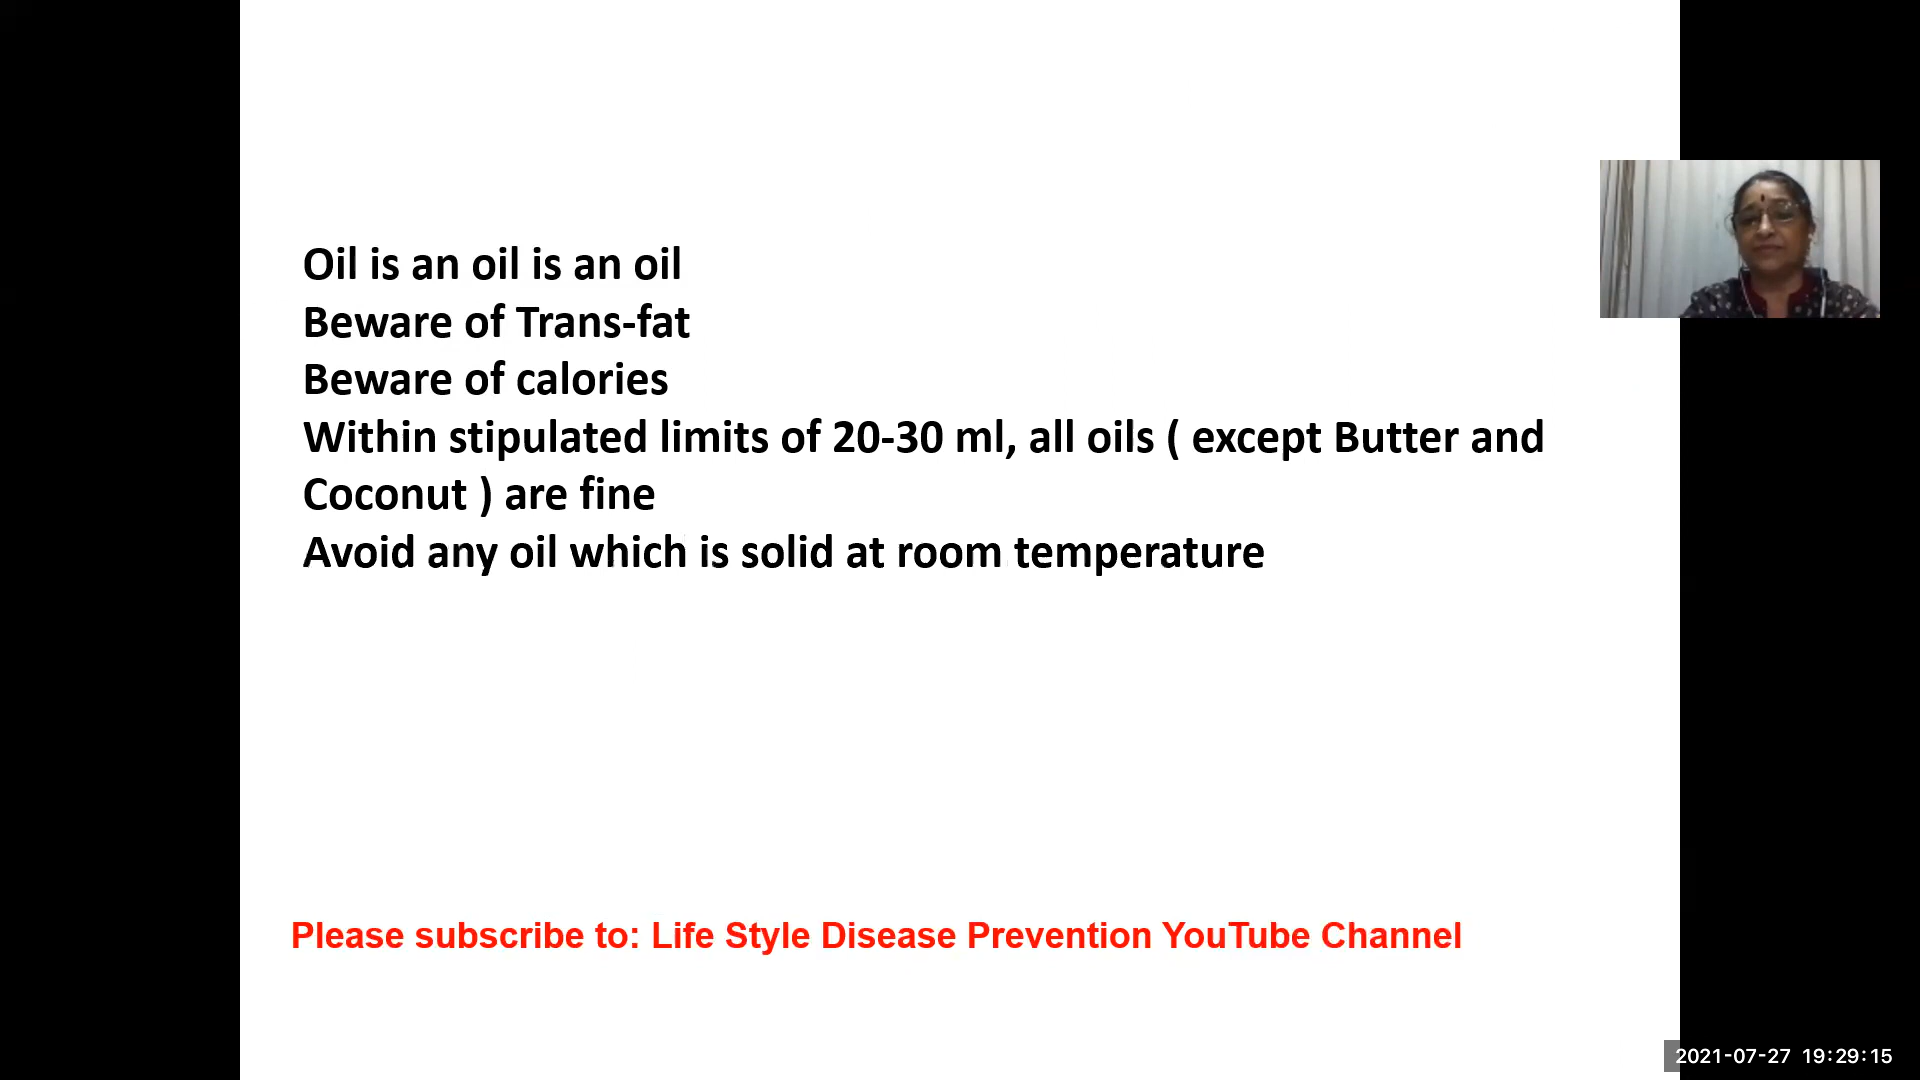 Oil is an oil is an oil
Beware of Trans-fat
Beware of calories
Within stipulated limits of 20-30 ml, all oils ( except Butter and
Coconut ) are fine
Avoid any oil which is solid at room temperature
Please subscribe to: Life Style Disease Prevention YouTube Channel
2021-07-27 19:29:15